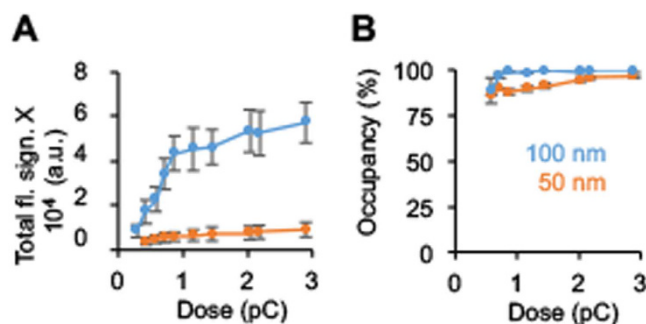 A
Total fl. sign. X
10⁴ (a.u.)
8
6
4
2
0
0
1
2
3
Dose (pC)
B
Occupancy (%)
100
75
50
25
0
100 nm
50 nm
0
1
2
3
Dose (pC)